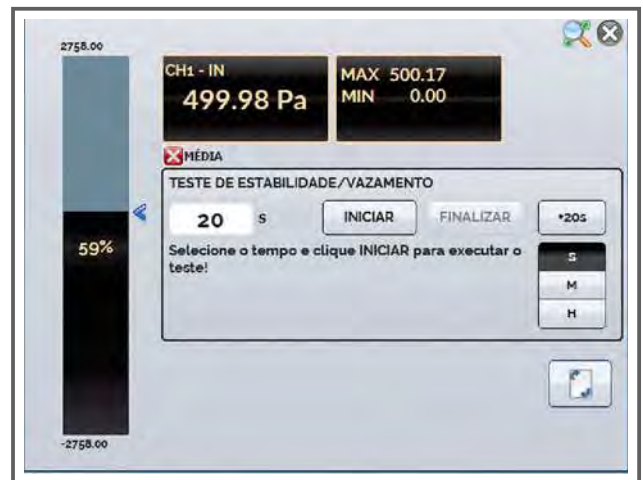 2758.00
CH1 - IN
499.98 Pa
MAX 500.17
MIN 0.00
MÉDIA
TESTE DE ESTABILIDADE/VAZAMENTO
20 S
INICIAR
FINALIZAR
+20s
59%
Selecione o tempo e clique INICIAR para executar o
teste!
S
M
H
-2758.00